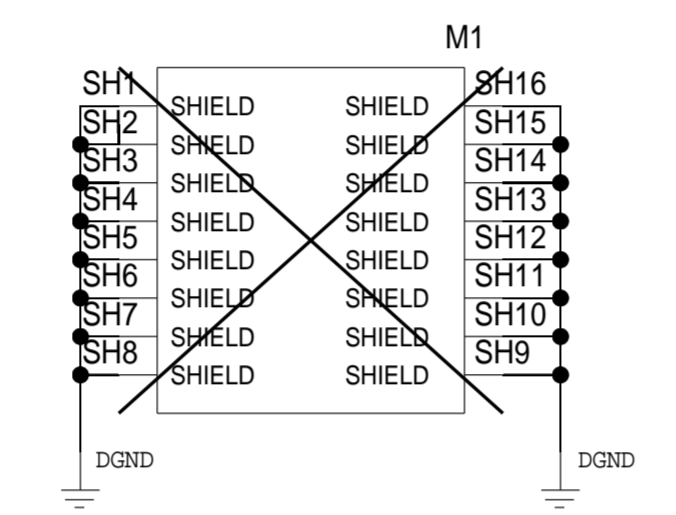 M1
SH1 SHIELD SHIELD SH16
SH2 SHIELD SHIELD SH15
SH3 SHIELD SHIELD SH14
SH4 SHIELD SHIELD SH13
SH5 SHIELD SHIELD SH12
SH6 SHIELD SHIELD SH11
SH7 SHIELD SHIELD SH10
SH8 SHIELD SHIELD SH9
DGND DGND